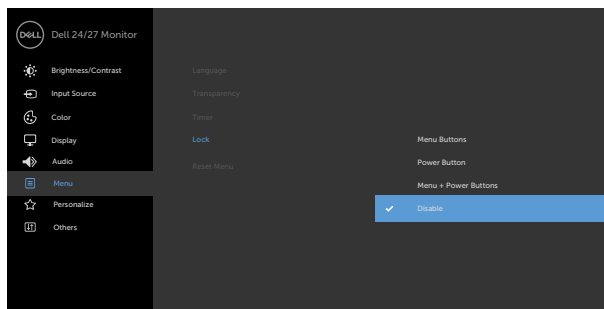 DELL
Dell 24/27 Monitor
Brightness/Contrast
Input Source
Color
Display
Audio
Menu
Personalize
Others
Language
Transparency
Timer
Lock
Reset Menu
Menu Buttons
Power Button
Menu + Power Buttons
Disable